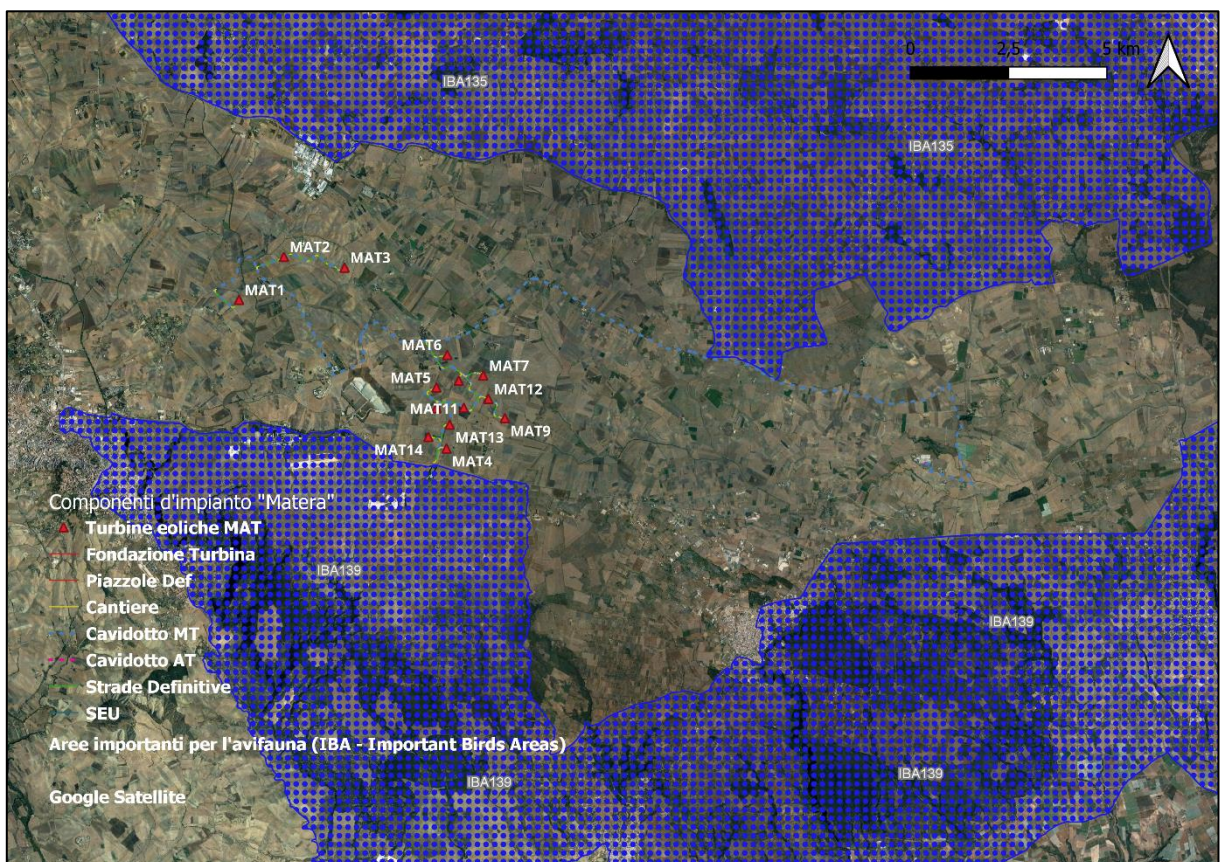 0 2,5 5 km
IBA135
IBA135
MAT2
MAT3
MAT1
MAT6
MAT7
MAT5
MAT12
MAT11
MAT9
MAT13
MAT14
MAT4
Componenti d'impianto "Matera"
Turbine eoliche MAT
Fondazione Turbina
Piazzole Def
Cantiere
Cavidotto MT
Cavidotto AT
Strade Definitive
SEU
IBA139
IBA139
Aree importanti per l'avifauna (IBA - Important Birds Areas)
IBA139
IBA139
Google Satellite